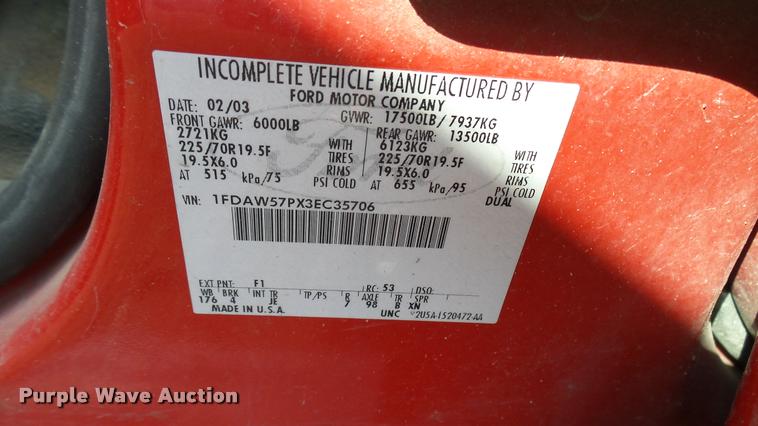 INCOMPLETE VEHICLE MANUFACTURED BY
FORD MOTOR COMPANY
DATE: 02/03 GVWR: 17500LB/ 7937KG
FRONT GAWR: 6000LB REAR GAWR: 13500LB
2721KG 6123KG
225/70R19.5F WITH TIRES 225/70R19.5F WITH TIRES
19.5X6.0 RIMS 19.5X6.0 RIMS
AT 515 kPa/75 PSI COLD AT 655 kPa/95 PSI COLD
DUAL
VIN: 1FDAW57PX3EC35706
EXT PNT: F1 RC: 53 DSO:
WB BRK INT TR TP/PS R AXLE TR SPR
176 4 JE 7 98 B XN
MADE IN U.S.A. UNC
Ford
Purple Wave Auction